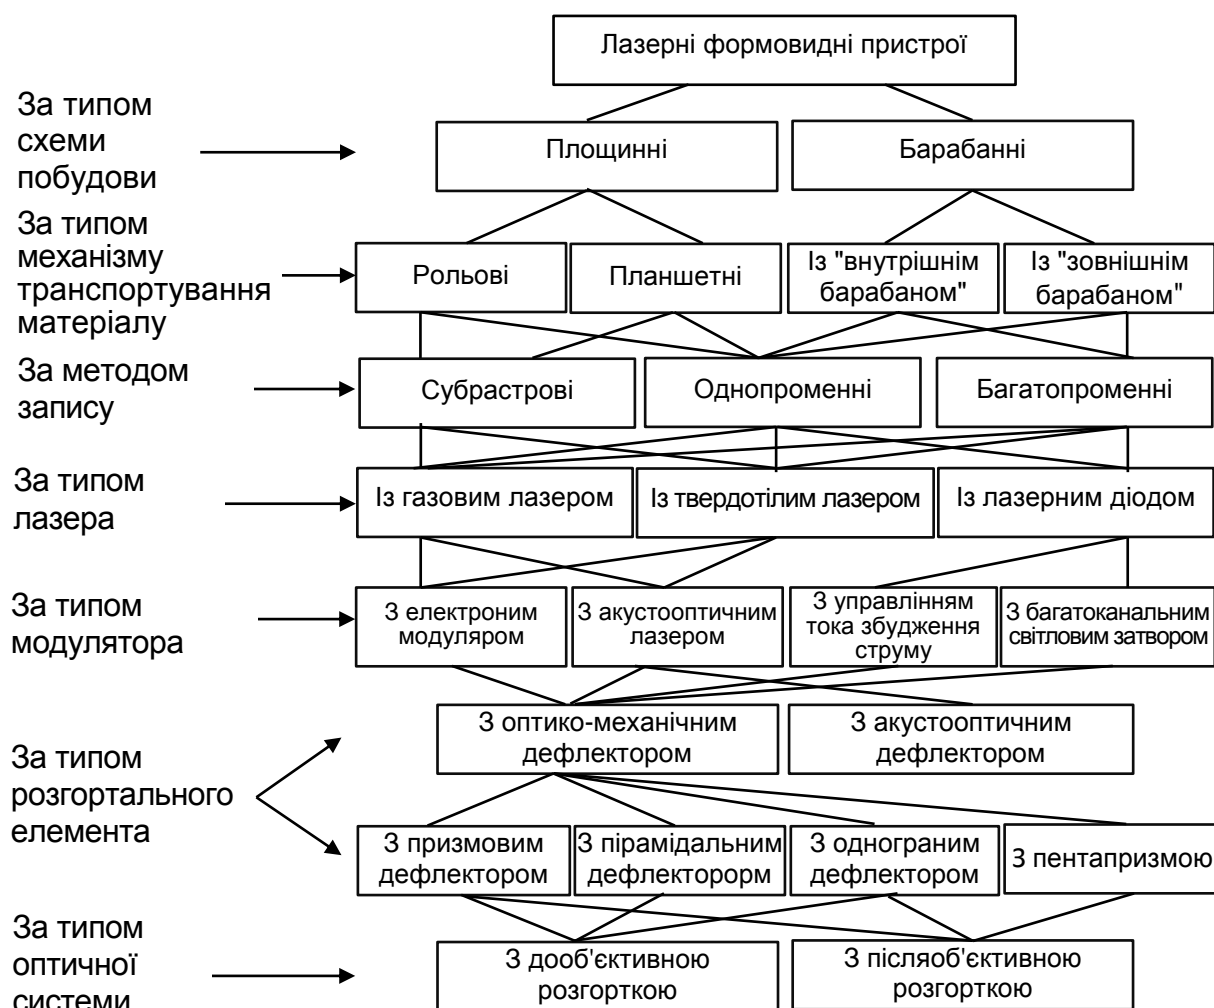 Лазерні формовидні пристрої
За типом
схеми
побудови
Площинні
Барабанні
За типом
механізму
транспортування
матеріалу
Рольові
Планшетні
Із "внутрішнім
барабаном"
Із "зовнішнім
барабаном"
За методом
запису
Субрастрові
Однопроменні
Багатопроменні
За типом
лазера
Із газовим лазером
Із твердотілим лазером
Із лазерним діодом
За типом
модулятора
З електроним
модуляром
З акустооптичним
лазером
З управлінням
тока збудження
струму
З багатоканальним
світловим затвором
За типом
розгортального
елемента
З оптико-механічним
дефлектором
З акустооптичним
дефлектором
З призмовим
дефлектором
З пірамідальним
дефлекторорм
З однограним
дефлектором
З пентапризмою
За типом
оптичної
системи
З дооб'єктивною
розгорткою
З післяоб'єктивною
розгорткою